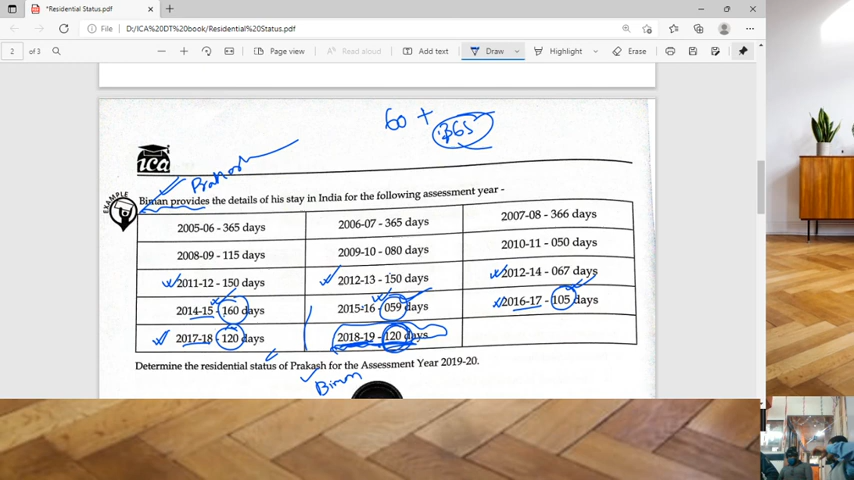 *Residential Status.pdf
File
D:/ICA%20DT%20book/Residential%20Status.pdf
2 of 3
Page view
Read aloud
Add text
Draw
Highlight
Erase
60 + 365
ica
Prakash
EXAMPLE
Biman provides the details of his stay in India for the following assessment year -
2005-06 - 365 days 2006-07 - 365 days 2007-08 - 366 days
2008-09 - 115 days 2009-10 - 080 days 2010-11 - 050 days
2011-12 - 150 days 2012-13 - 150 days 2012-14 - 067 days
2014-15 - 160 days 2015-16 - 059 days 2016-17 - 105 days
2017-18 - 120 days 2018-19 - 120 days
Determine the residential status of Prakash for the Assessment Year 2019-20.
Biman